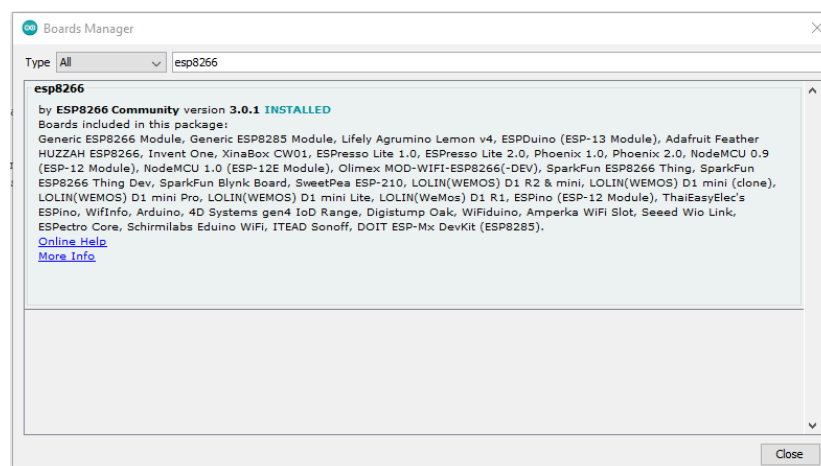 Boards Manager
Type All esp8266
esp8266
by ESP8266 Community version 3.0.1 INSTALLED
Boards included in this package:
Generic ESP8266 Module, Generic ESP8285 Module, Lifely Agrumino Lemon v4, ESPDuino (ESP-13 Module), Adafruit Feather
HUZZAH ESP8266, Invent One, XinaBox CW01, ESPresso Lite 1.0, ESPresso Lite 2.0, Phoenix 1.0, Phoenix 2.0, NodeMCU 0.9
(ESP-12 Module), NodeMCU 1.0 (ESP-12E Module), Olimex MOD-WIFI-ESP8266(-DEV), SparkFun ESP8266 Thing, SparkFun
ESP8266 Thing Dev, SparkFun Blynk Board, SweetPea ESP-210, LOLIN(WEMOS) D1 R2 & mini, LOLIN(WEMOS) D1 mini (clone),
LOLIN(WEMOS) D1 mini Pro, LOLIN(WEMOS) D1 mini Lite, LOLIN(WeMos) D1 R1, ESPino (ESP-12 Module), ThaiEasyElec's
ESPino, WifInfo, Arduino, 4D Systems gen4 IoD Range, Digistump Oak, WiFiduino, Amperka WiFi Slot, Seeed Wio Link,
ESPectro Core, Schirmilabs Eduino WiFi, ITEAD Sonoff, DOIT ESP-Mx DevKit (ESP8285).
Online Help
More Info
Close